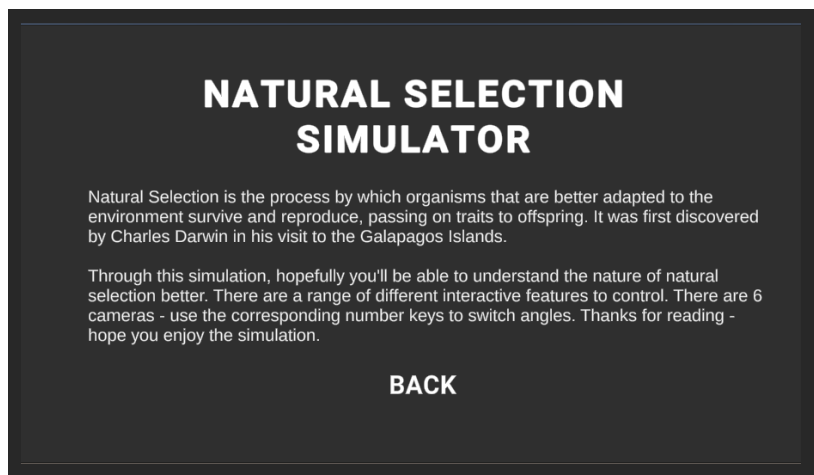 NATURAL SELECTION
SIMULATOR
Natural Selection is the process by which organisms that are better adapted to the
environment survive and reproduce, passing on traits to offspring. It was first discovered
by Charles Darwin in his visit to the Galapagos Islands.
Through this simulation, hopefully you'll be able to understand the nature of natural
selection better. There are a range of different interactive features to control. There are 6
cameras - use the corresponding number keys to switch angles. Thanks for reading -
hope you enjoy the simulation.
BACK